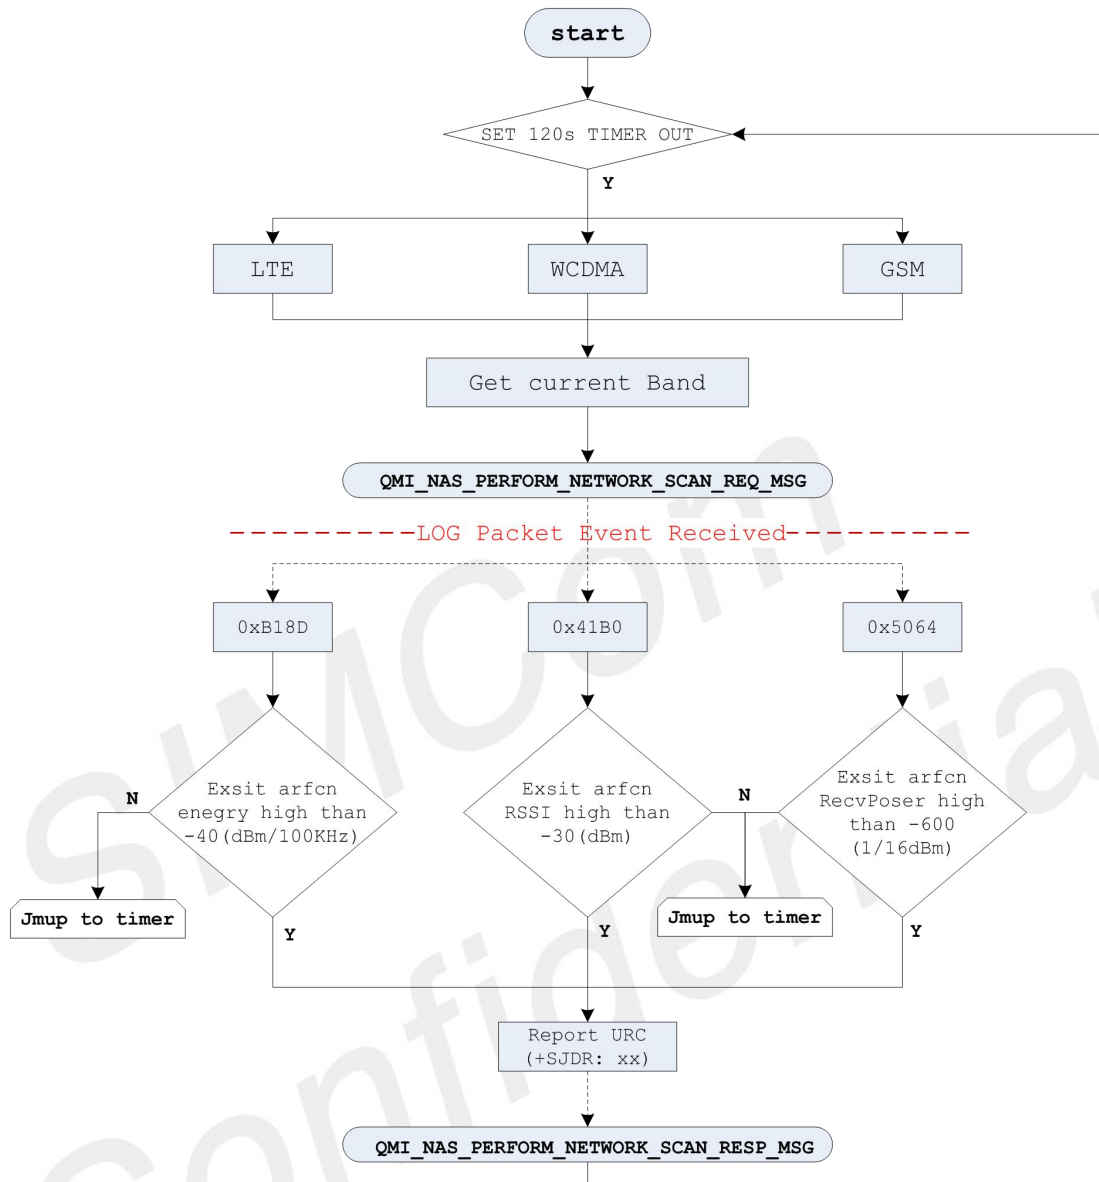 start
SET 120s TIMER OUT
Y
LTE
WCDMA
GSM
Get current Band
QMI_NAS_PERFORM_NETWORK_SCAN_REQ_MSG
LOG Packet Event Received
0xB18D
0x41B0
0x5064
Exsit arfcn
enegry high than
-40(dBm/100KHz)
N
Jmup to timer
Y
Exsit arfcn
RSSI high than
-30(dBm)
N
Jmup to timer
Y
Exsit arfcn
RecvPoser high
than -600
(1/16dBm)
Y
Report URC
(+SJDR: xx)
QMI_NAS_PERFORM_NETWORK_SCAN_RESP_MSG
SIMCom